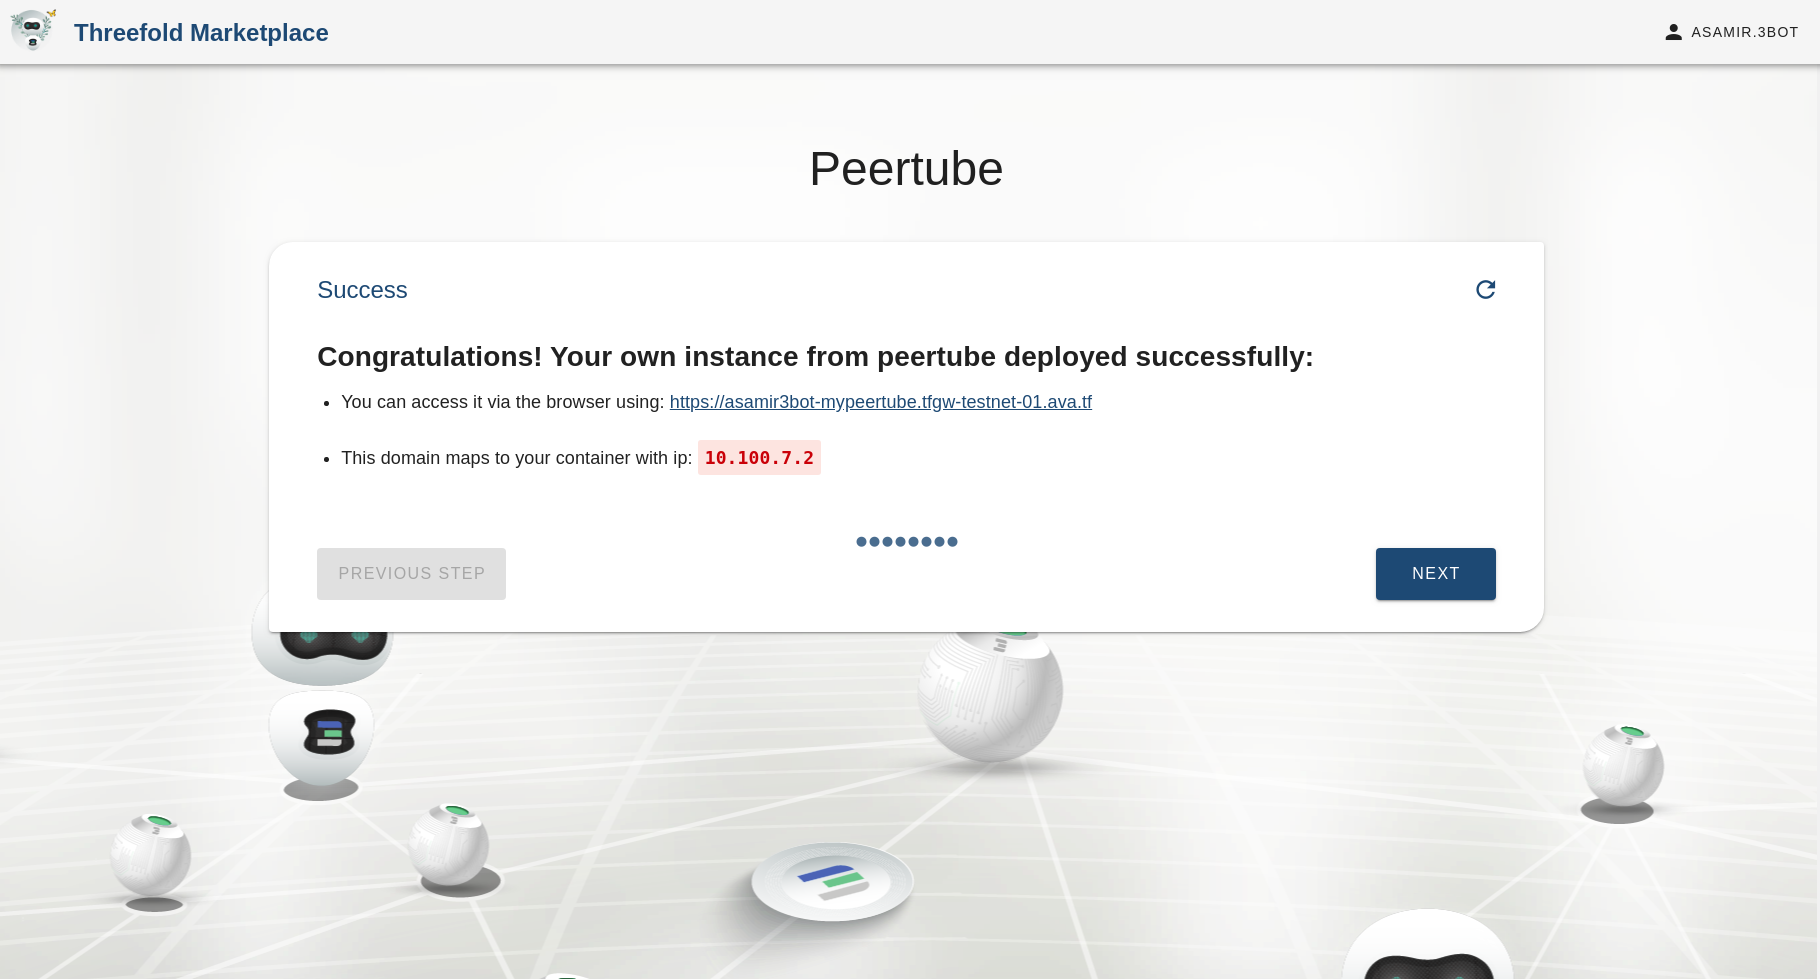 Threefold Marketplace
ASAMIR.3BOT
Peertube
Success
Congratulations! Your own instance from peertube deployed successfully:
You can access it via the browser using: https://asamir3bot-mypeertube.tfgw-testnet-01.ava.tf
This domain maps to your container with ip: 10.100.7.2
PREVIOUS STEP
NEXT